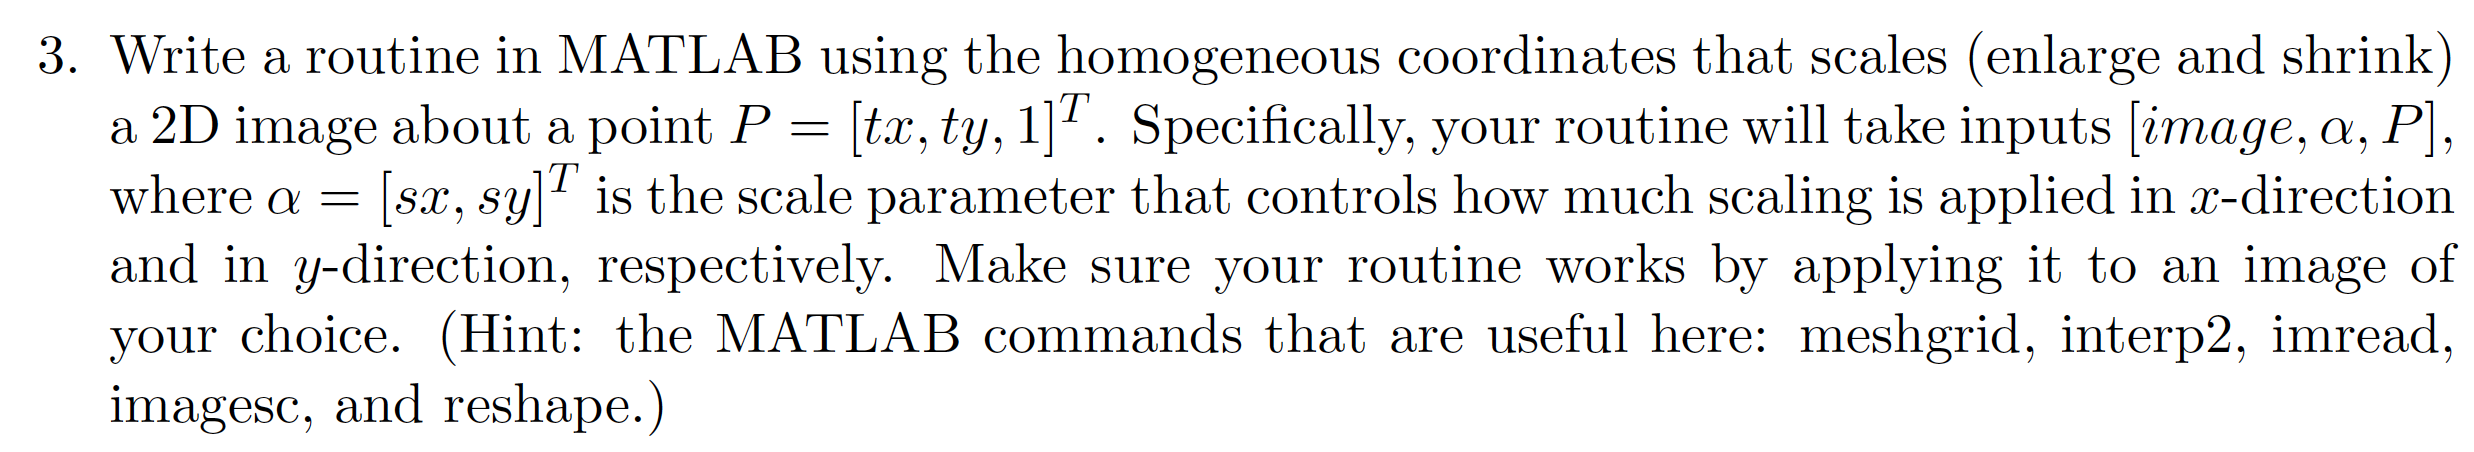 3. Write a routine in MATLAB using the homogeneous coordinates that scales (enlarge and shrink)
a 2D image about a point P = [tx, ty, 1]^T. Specifically, your routine will take inputs [image, α, P],
where α = [sx, sy]^T is the scale parameter that controls how much scaling is applied in x-direction
and in y-direction, respectively. Make sure your routine works by applying it to an image of
your choice. (Hint: the MATLAB commands that are useful here: meshgrid, interp2, imread,
imagesc, and reshape.)